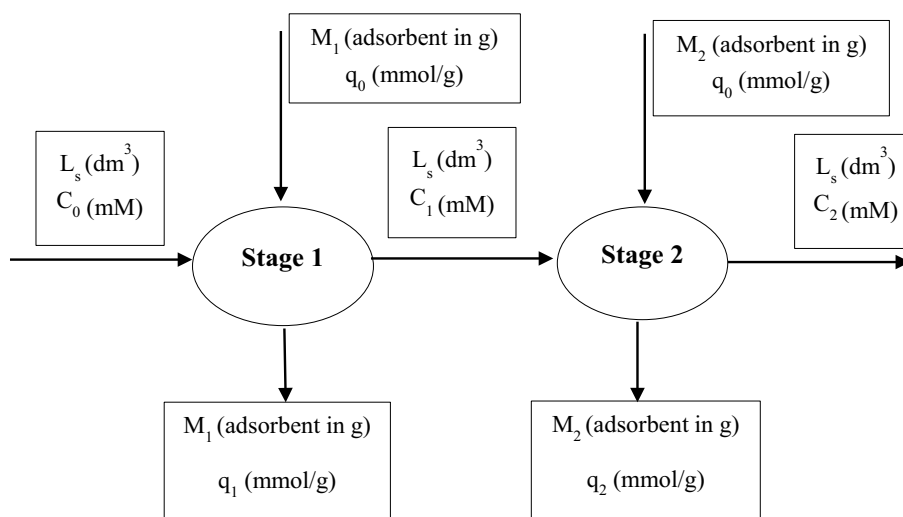 M₁ (adsorbent in g)
q₀ (mmol/g)
M₂ (adsorbent in g)
q₀ (mmol/g)
Lₛ (dm³)
C₀ (mM)
Lₛ (dm³)
C₁ (mM)
Lₛ (dm³)
C₂ (mM)
Stage 1
Stage 2
M₁ (adsorbent in g)
q₁ (mmol/g)
M₂ (adsorbent in g)
q₂ (mmol/g)